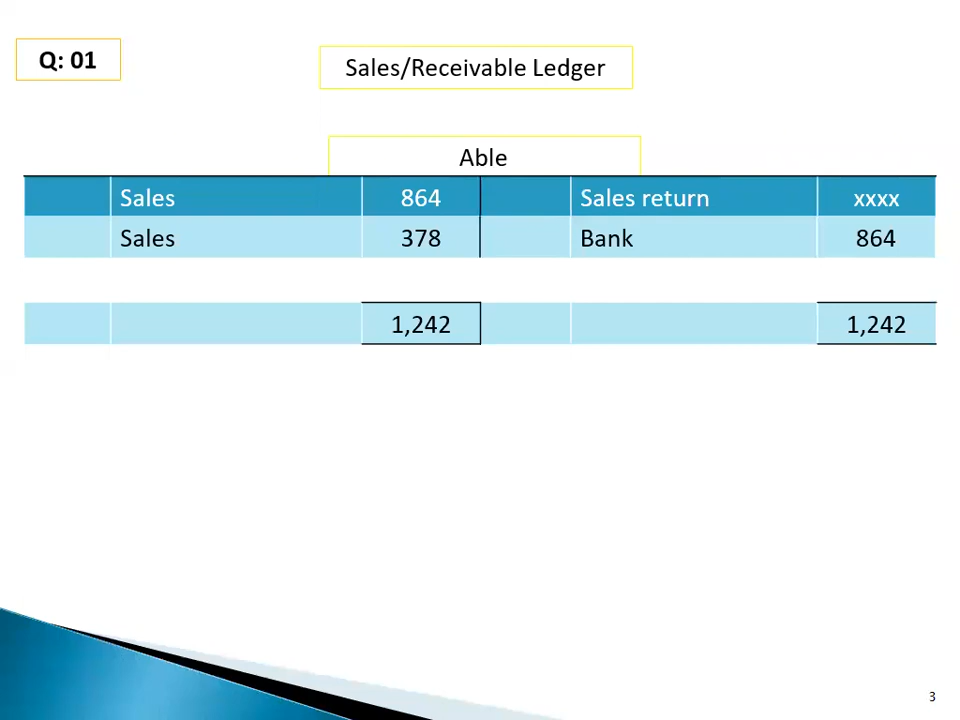 Q: 01
Sales/Receivable Ledger
Able
Sales 864 Sales return xxxx
Sales 378 Bank 864
1,242 1,242
3